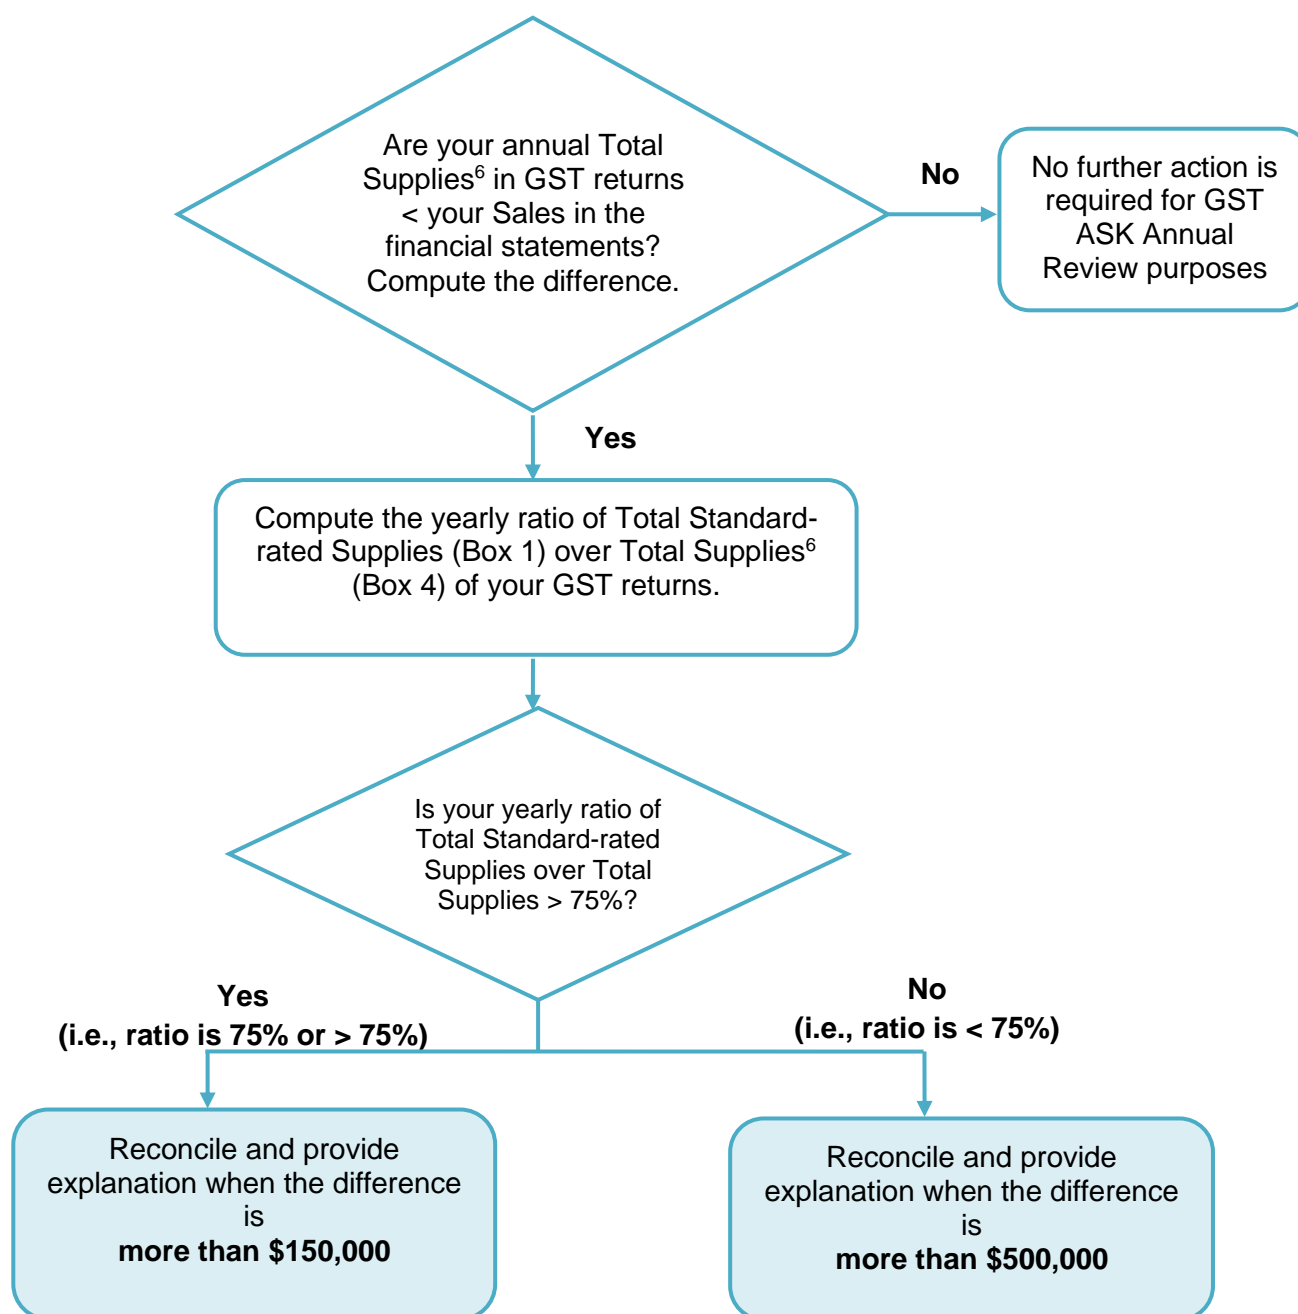 Are your annual Total
Supplies⁶ in GST returns
< your Sales in the
financial statements?
Compute the difference.
No
No further action is
required for GST
ASK Annual
Review purposes
Yes
Compute the yearly ratio of Total Standard-
rated Supplies (Box 1) over Total Supplies⁶
(Box 4) of your GST returns.
Is your yearly ratio of
Total Standard-rated
Supplies over Total
Supplies > 75%?
Yes
(i.e., ratio is 75% or > 75%)
No
(i.e., ratio is < 75%)
Reconcile and provide
explanation when the difference
is
more than $150,000
Reconcile and provide
explanation when the difference
is
more than $500,000